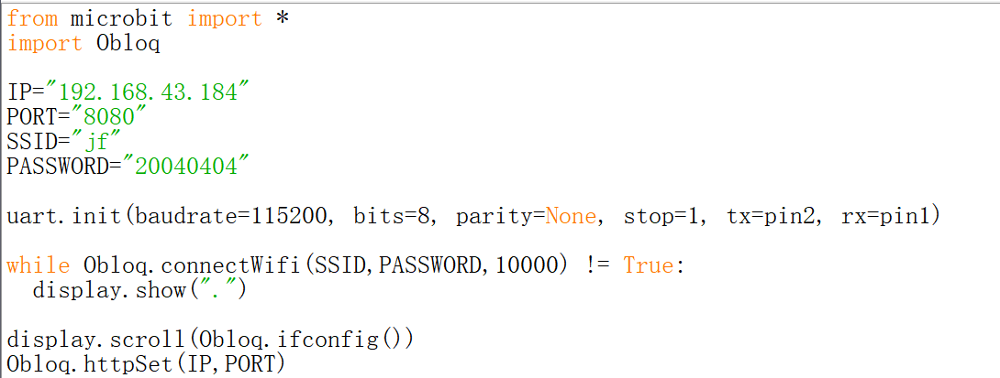 from microbit import *
import Obloq
IP="192.168.43.184"
PORT="8080"
SSID="jf"
PASSWORD="20040404"
uart.init(baudrate=115200, bits=8, parity=None, stop=1, tx=pin2, rx=pin1)
while Obloq.connectWifi(SSID,PASSWORD,10000) != True:
  display.show(".")
display.scroll(Obloq.ifconfig())
Obloq.httpSet(IP,PORT)